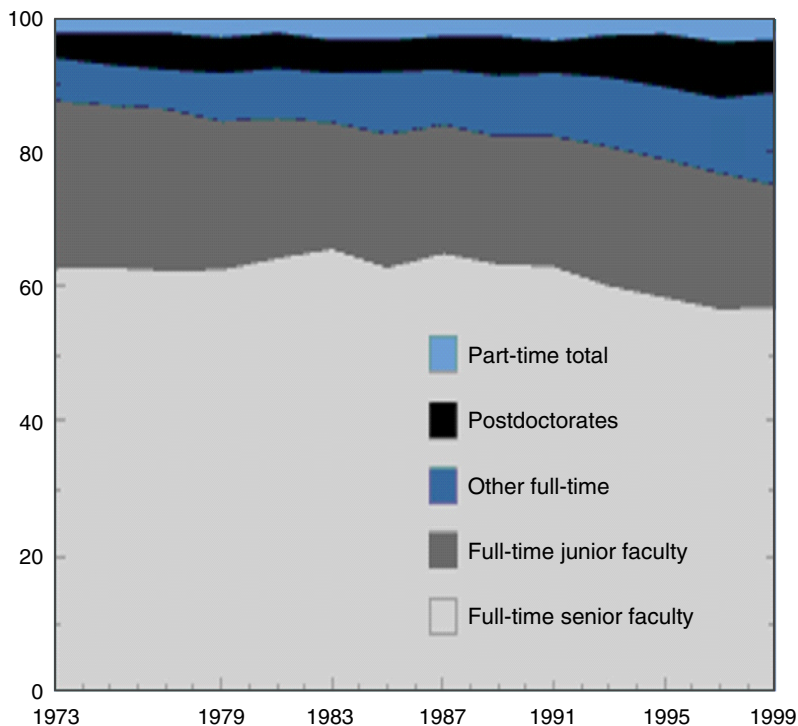 100
80
60
40
20
0
Part-time total
Postdoctorates
Other full-time
Full-time junior faculty
Full-time senior faculty
1973 1979 1983 1987 1991 1995 1999